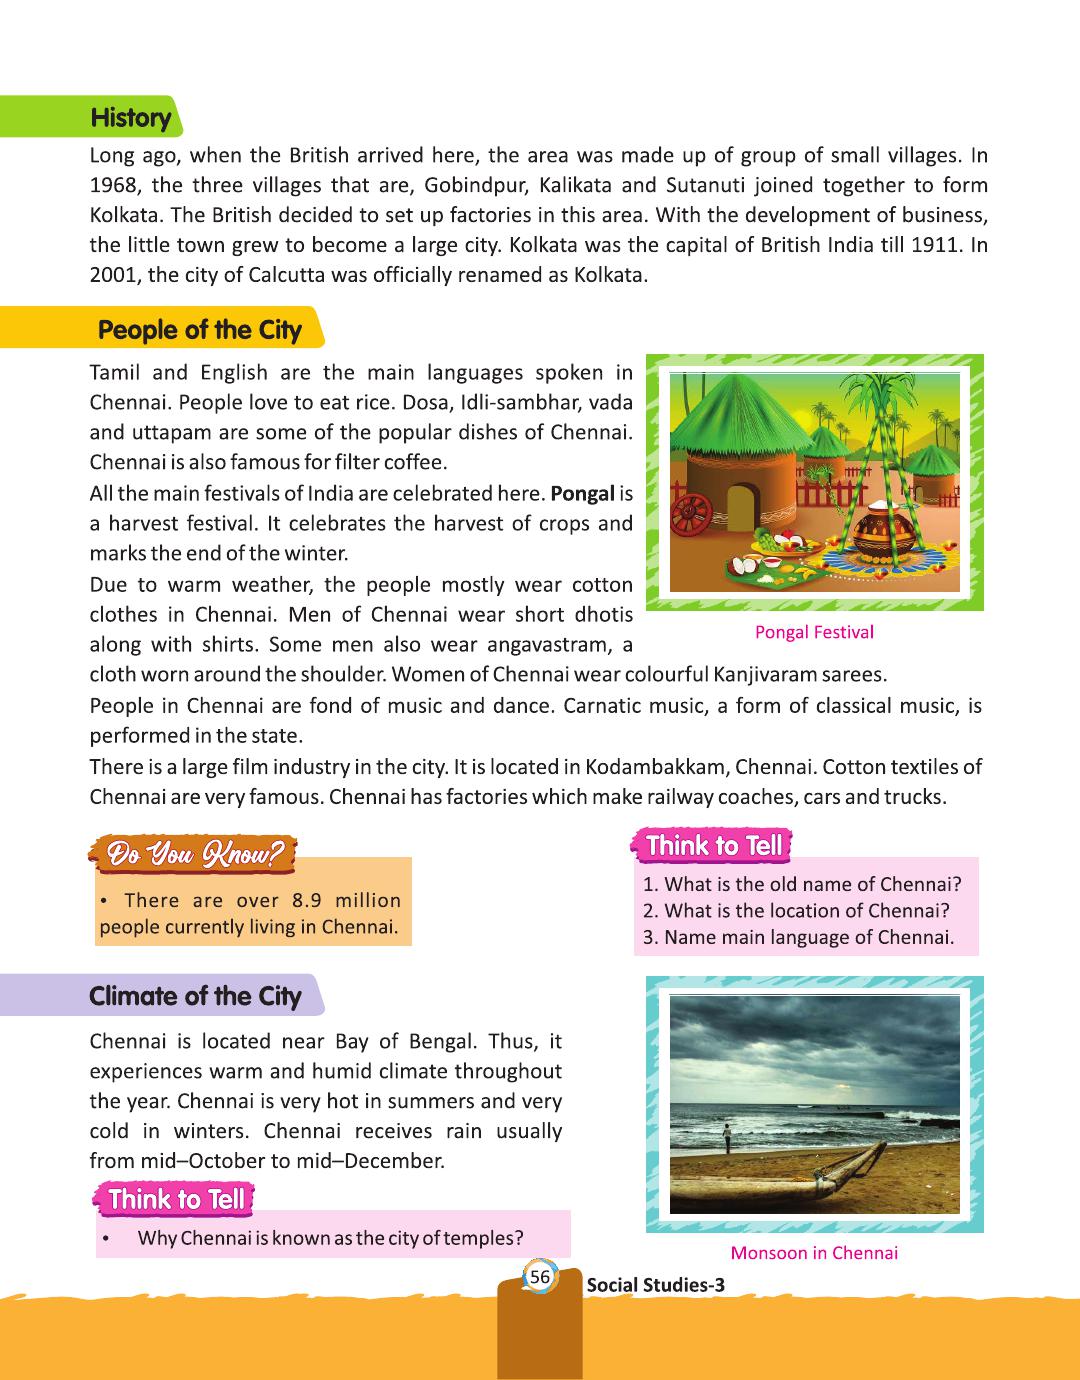 History
Long ago, when the British arrived here, the area was made up of group of small villages. In
1968, the three villages that are, Gobindpur, Kalikata and Sutanuti joined together to form
Kolkata. The British decided to set up factories in this area. With the development of business,
the little town grew to become a large city. Kolkata was the capital of British India till 1911. In
2001, the city of Calcutta was officially renamed as Kolkata.
People of the City
Tamil and English are the main languages spoken in
Chennai. People love to eat rice. Dosa, Idli-sambhar, vada
and uttapam are some of the popular dishes of Chennai.
Chennai is also famous for filter coffee.
All the main festivals of India are celebrated here. Pongal is
a harvest festival. It celebrates the harvest of crops and
marks the end of the winter.
Due to warm weather, the people mostly wear cotton
clothes in Chennai. Men of Chennai wear short dhotis
along with shirts. Some men also wear angavastram, a
cloth worn around the shoulder. Women of Chennai wear colourful Kanjivaram sarees.
Pongal Festival
People in Chennai are fond of music and dance. Carnatic music, a form of classical music, is
performed in the state.
There is a large film industry in the city. It is located in Kodambakkam, Chennai. Cotton textiles of
Chennai are very famous. Chennai has factories which make railway coaches, cars and trucks.
Do You Know?
• There are over 8.9 million
people currently living in Chennai.
Think to Tell
1. What is the old name of Chennai?
2. What is the location of Chennai?
3. Name main language of Chennai.
Climate of the City
Chennai is located near Bay of Bengal. Thus, it
experiences warm and humid climate throughout
the year. Chennai is very hot in summers and very
cold in winters. Chennai receives rain usually
from mid–October to mid–December.
Think to Tell
• Why Chennai is known as the city of temples?
Monsoon in Chennai
56
Social Studies-3